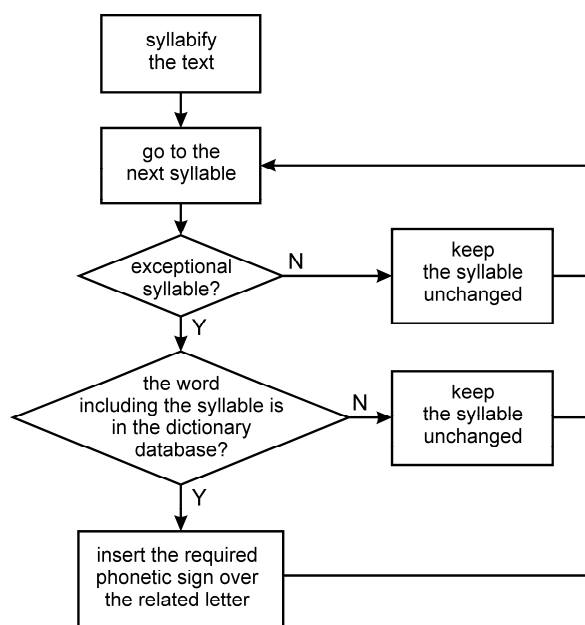 syllabify
the text
go to the
next syllable
exceptional
syllable?
N
keep
the syllable
unchanged
Y
the word
including the syllable is
in the dictionary
database?
N
keep
the syllable
unchanged
Y
insert the required
phonetic sign over
the related letter